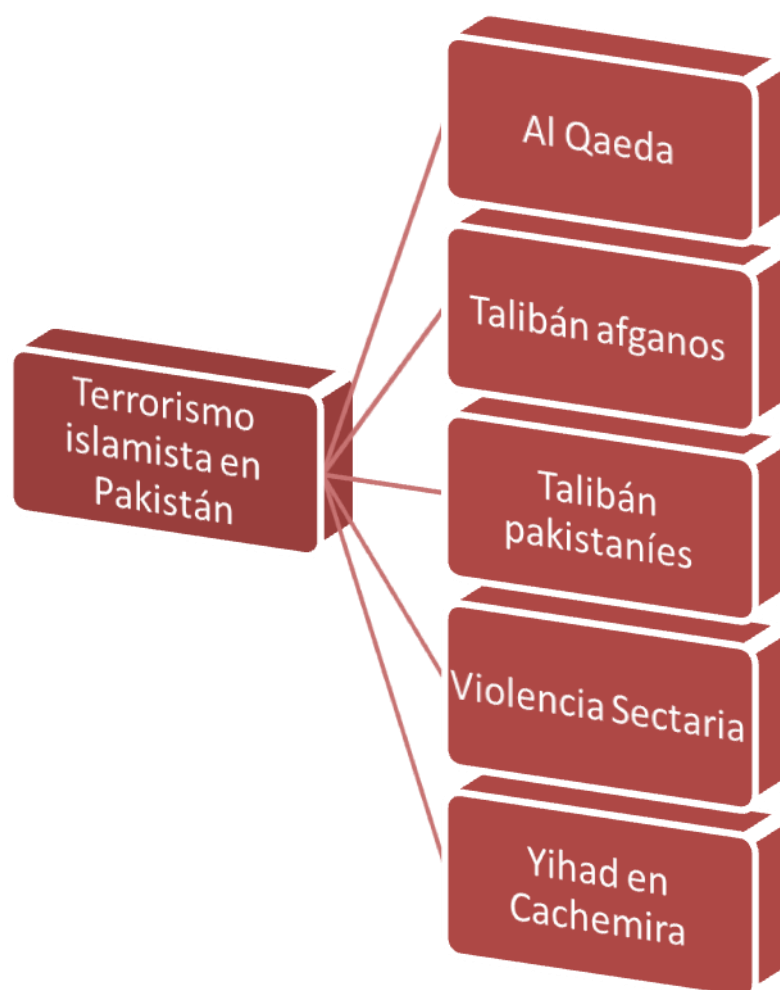 Al Qaeda
Talibán afganos
Terrorismo
islamista en
Pakistán
Talibán
pakistaníes
Violencia Sectaria
Yihad en
Cachemira